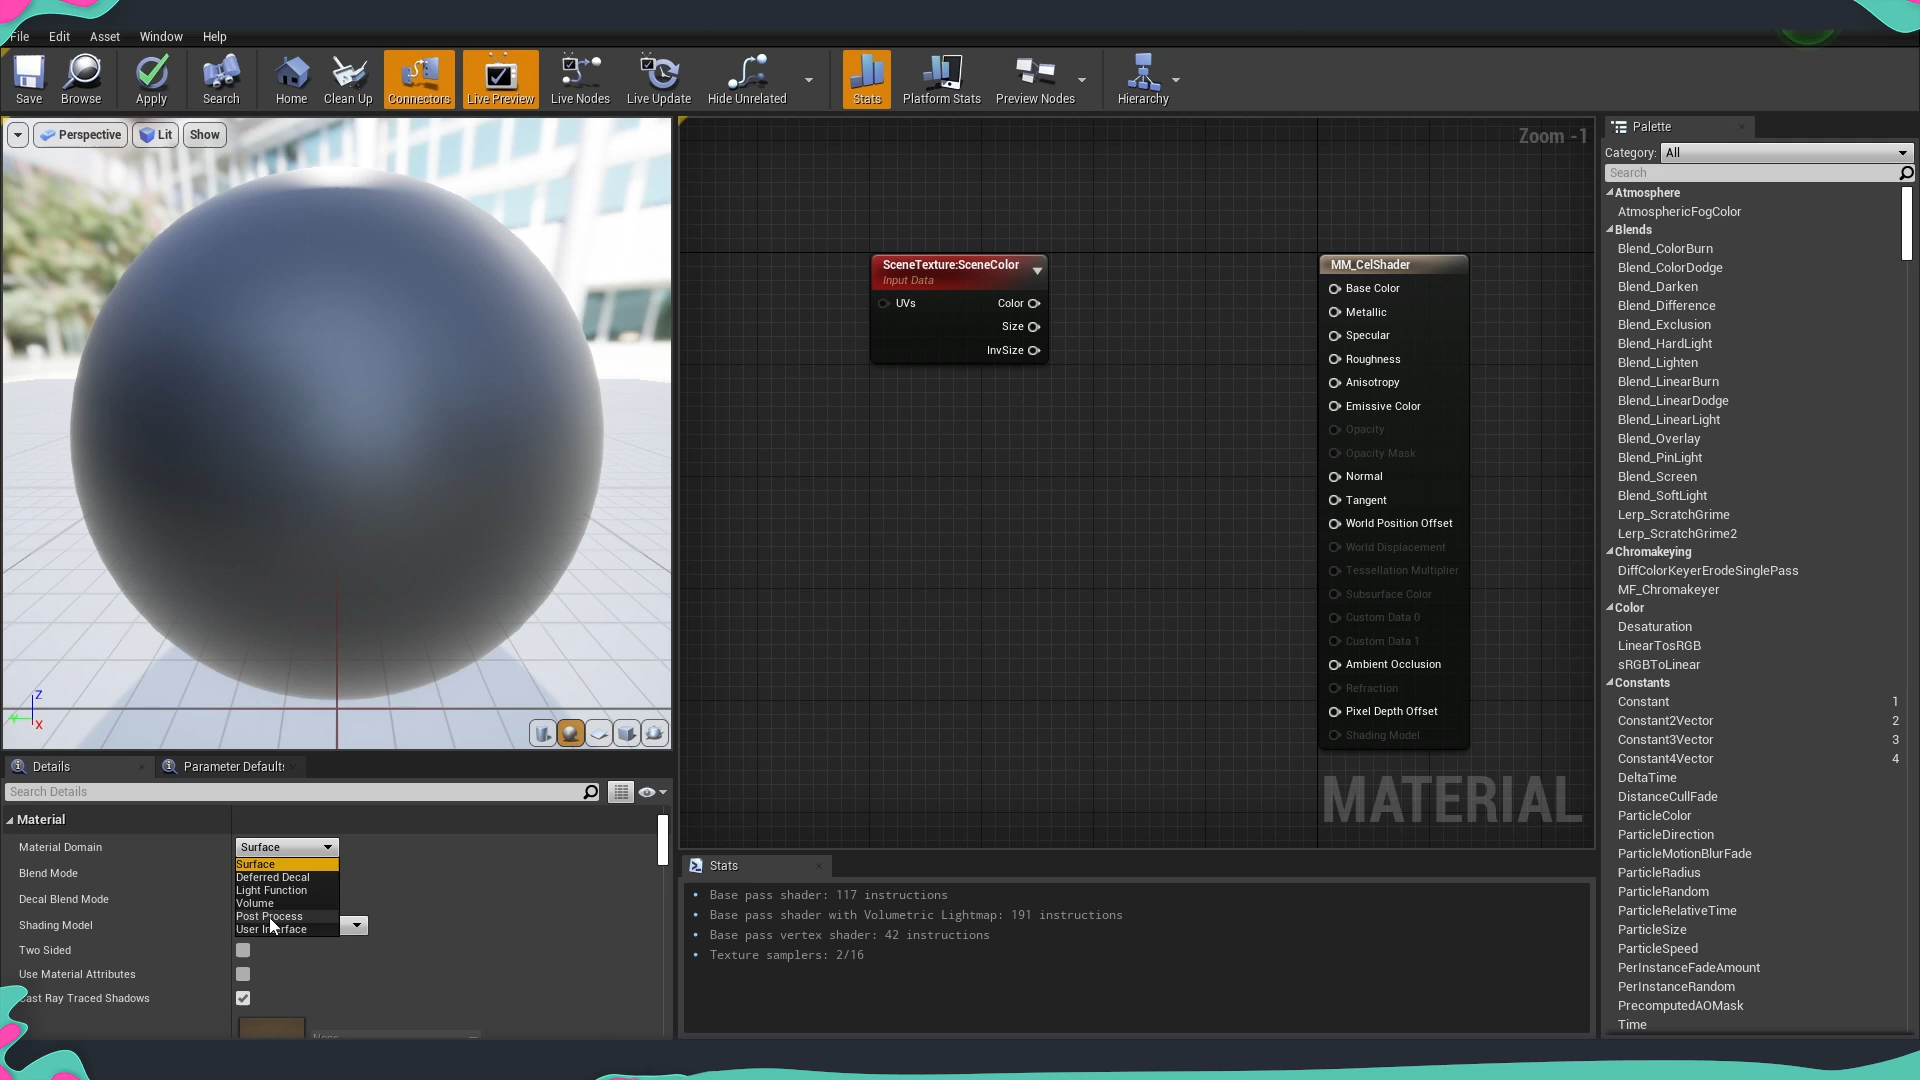 File Edit Asset Window Help
Save Browse Apply Search Home Clean Up Connectors Live Preview Live Nodes Live Update Hide Unrelated Stats Platform Stats Preview Nodes Hierarchy
Perspective Lit Show
Z
X
Details Parameter Defaults
Search Details
Material
Material Domain Surface
Surface
Deferred Decal
Light Function
Volume
Post Process
User Interface
Blend Mode
Decal Blend Mode
Shading Model
Two Sided
Use Material Attributes
Cast Ray Traced Shadows
Zoom -1
SceneTexture:SceneColor
Input Data
UVs Color
Size
InvSize
MM_CelShader
Base Color
Metallic
Specular
Roughness
Anisotropy
Emissive Color
Opacity
Opacity Mask
Normal
Tangent
World Position Offset
World Displacement
Tessellation Multiplier
Subsurface Color
Custom Data 0
Custom Data 1
Ambient Occlusion
Refraction
Pixel Depth Offset
Shading Model
MATERIAL
Stats
• Base pass shader: 117 instructions
• Base pass shader with Volumetric Lightmap: 191 instructions
• Base pass vertex shader: 42 instructions
• Texture samplers: 2/16
Palette
Category: All
Search
Atmosphere
AtmosphericFogColor
Blends
Blend_ColorBurn
Blend_ColorDodge
Blend_Darken
Blend_Difference
Blend_Exclusion
Blend_HardLight
Blend_Lighten
Blend_LinearBurn
Blend_LinearDodge
Blend_LinearLight
Blend_Overlay
Blend_PinLight
Blend_Screen
Blend_SoftLight
Lerp_ScratchGrime
Lerp_ScratchGrime2
Chromakeying
DiffColorKeyerErodeSinglePass
MF_Chromakeyer
Color
Desaturation
LinearTosRGB
sRGBToLinear
Constants
Constant 1
Constant2Vector 2
Constant3Vector 3
Constant4Vector 4
DeltaTime
DistanceCullFade
ParticleColor
ParticleDirection
ParticleMotionBlurFade
ParticleRadius
ParticleRandom
ParticleRelativeTime
ParticleSize
ParticleSpeed
PerInstanceFadeAmount
PerInstanceRandom
PrecomputedAOMask
Time